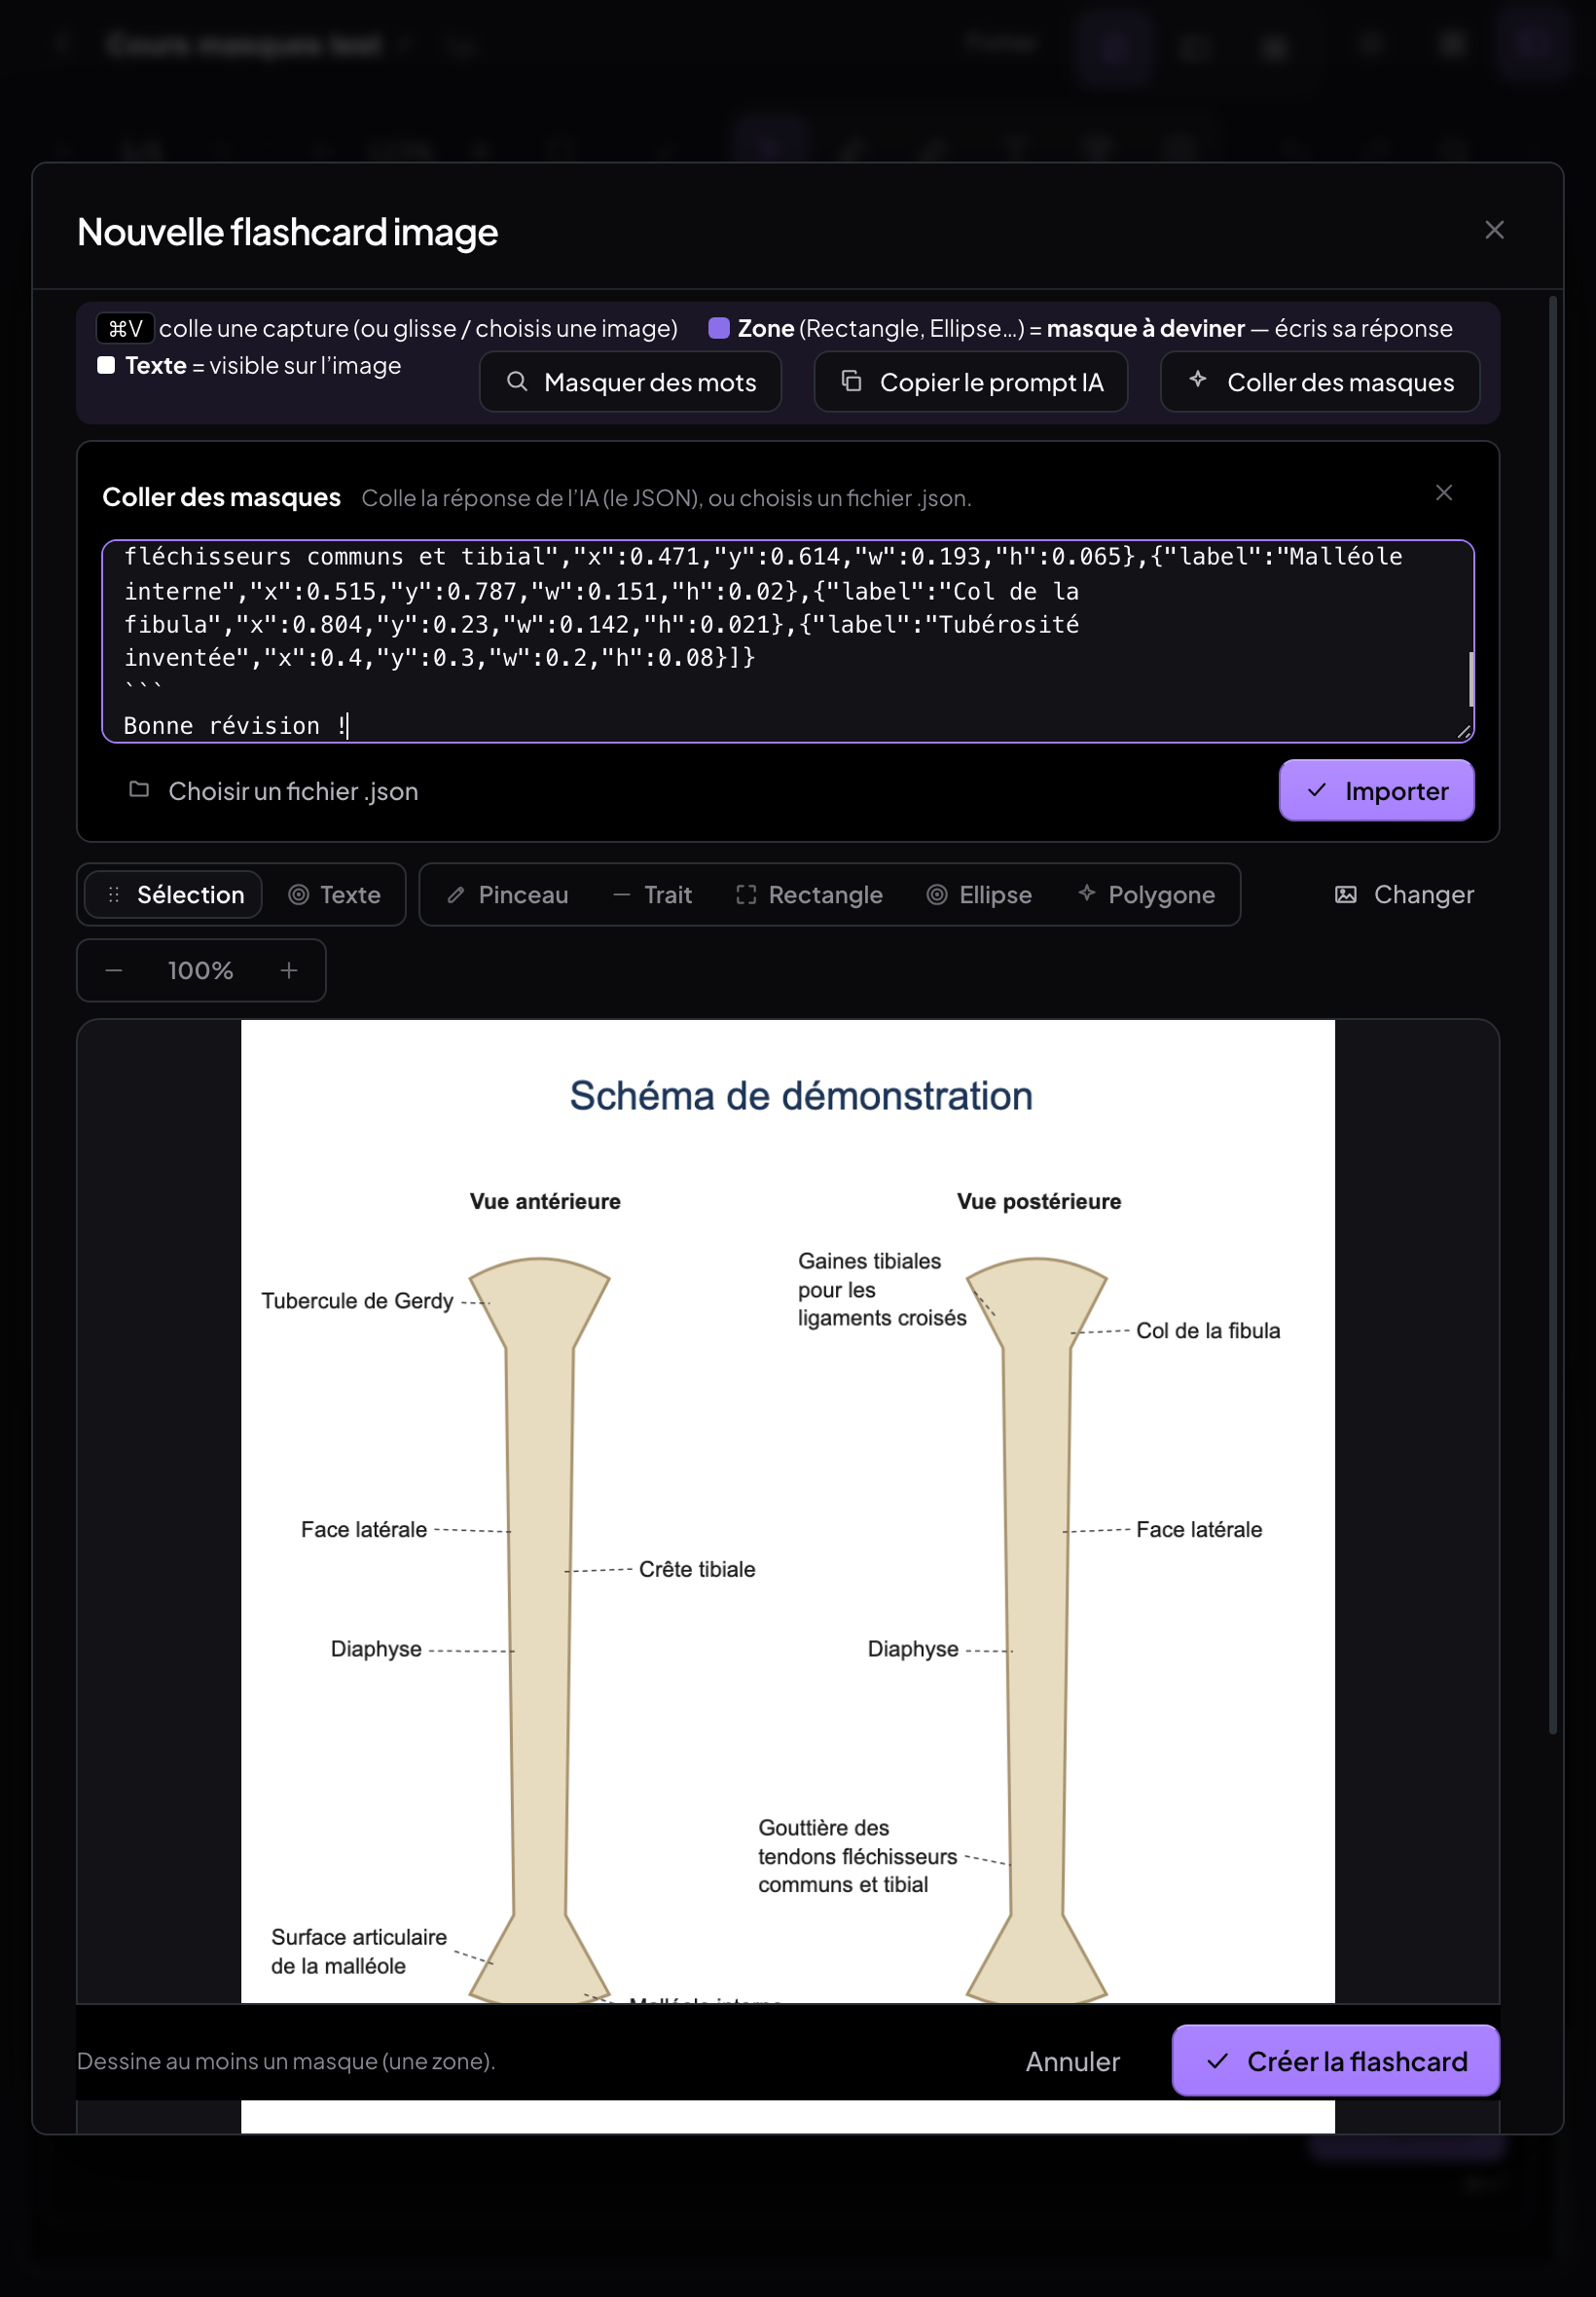 Cours masques test
Fichier
Nouvelle flashcard image
⌘V colle une capture (ou glisse / choisis une image) Zone (Rectangle, Ellipse…) = masque à deviner — écris sa réponse
Texte = visible sur l’image
Masquer des mots
Copier le prompt IA
Coller des masques
Coller des masques Colle la réponse de l’IA (le JSON), ou choisis un fichier .json.
fléchisseurs communs et tibial","x":0.471,"y":0.614,"w":0.193,"h":0.065},{"label":"Malléole
interne","x":0.515,"y":0.787,"w":0.151,"h":0.02},{"label":"Col de la
fibula","x":0.804,"y":0.23,"w":0.142,"h":0.021},{"label":"Tubérosité
inventée","x":0.4,"y":0.3,"w":0.2,"h":0.08}]}
```
Bonne révision !
Choisir un fichier .json
Importer
Sélection Texte Pinceau Trait Rectangle Ellipse Polygone Changer
100%
Schéma de démonstration
Vue antérieure
Vue postérieure
Gaines tibiales
pour les
ligaments croisés
Tubercule de Gerdy
Col de la fibula
Face latérale
Face latérale
Crête tibiale
Diaphyse
Diaphyse
Gouttière des
tendons fléchisseurs
communs et tibial
Surface articulaire
de la malléole
Malléole interne
Dessine au moins un masque (une zone).
Annuler
Créer la flashcard